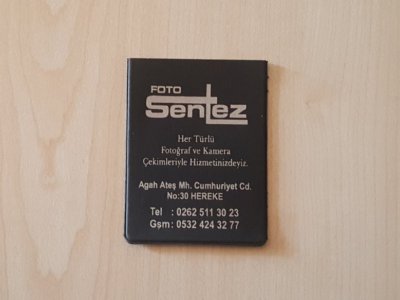 FOTO
Sentez
Her Türlü
Fotoğraf ve Kamera
Çekimleriyle Hizmetinizdeyiz.
Agah Ateş Mh. Cumhuriyet Cd.
No:30 HEREKE
Tel : 0262 511 30 23
Gsm : 0532 424 32 77